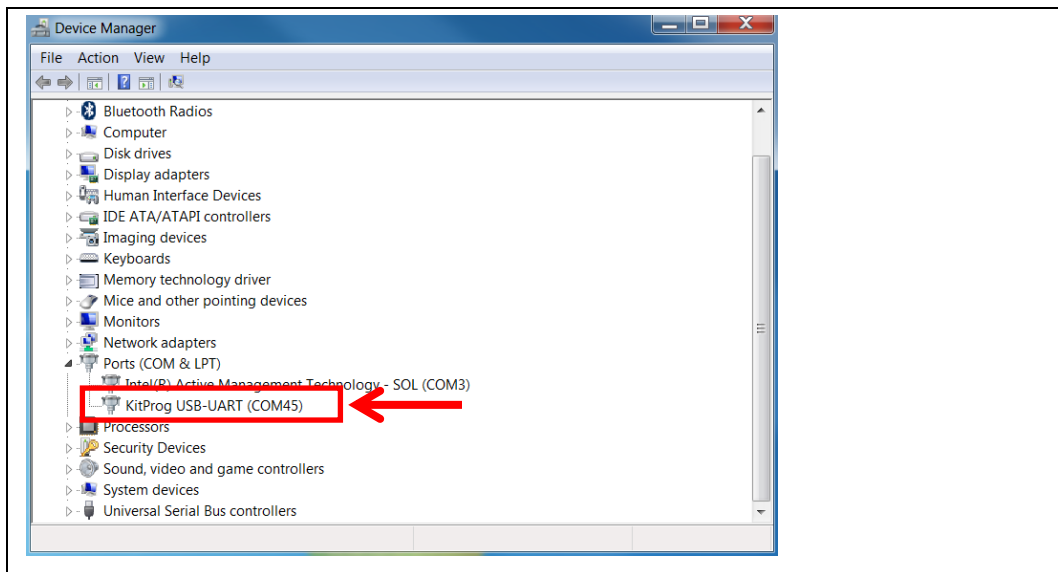 Device Manager
File Action View Help
Bluetooth Radios
Computer
Disk drives
Display adapters
Human Interface Devices
IDE ATA/ATAPI controllers
Imaging devices
Keyboards
Memory technology driver
Mice and other pointing devices
Monitors
Network adapters
Ports (COM & LPT)
Intel(R) Active Management Technology - SOL (COM3)
KitProg USB-UART (COM45)
Processors
Security Devices
Sound, video and game controllers
System devices
Universal Serial Bus controllers